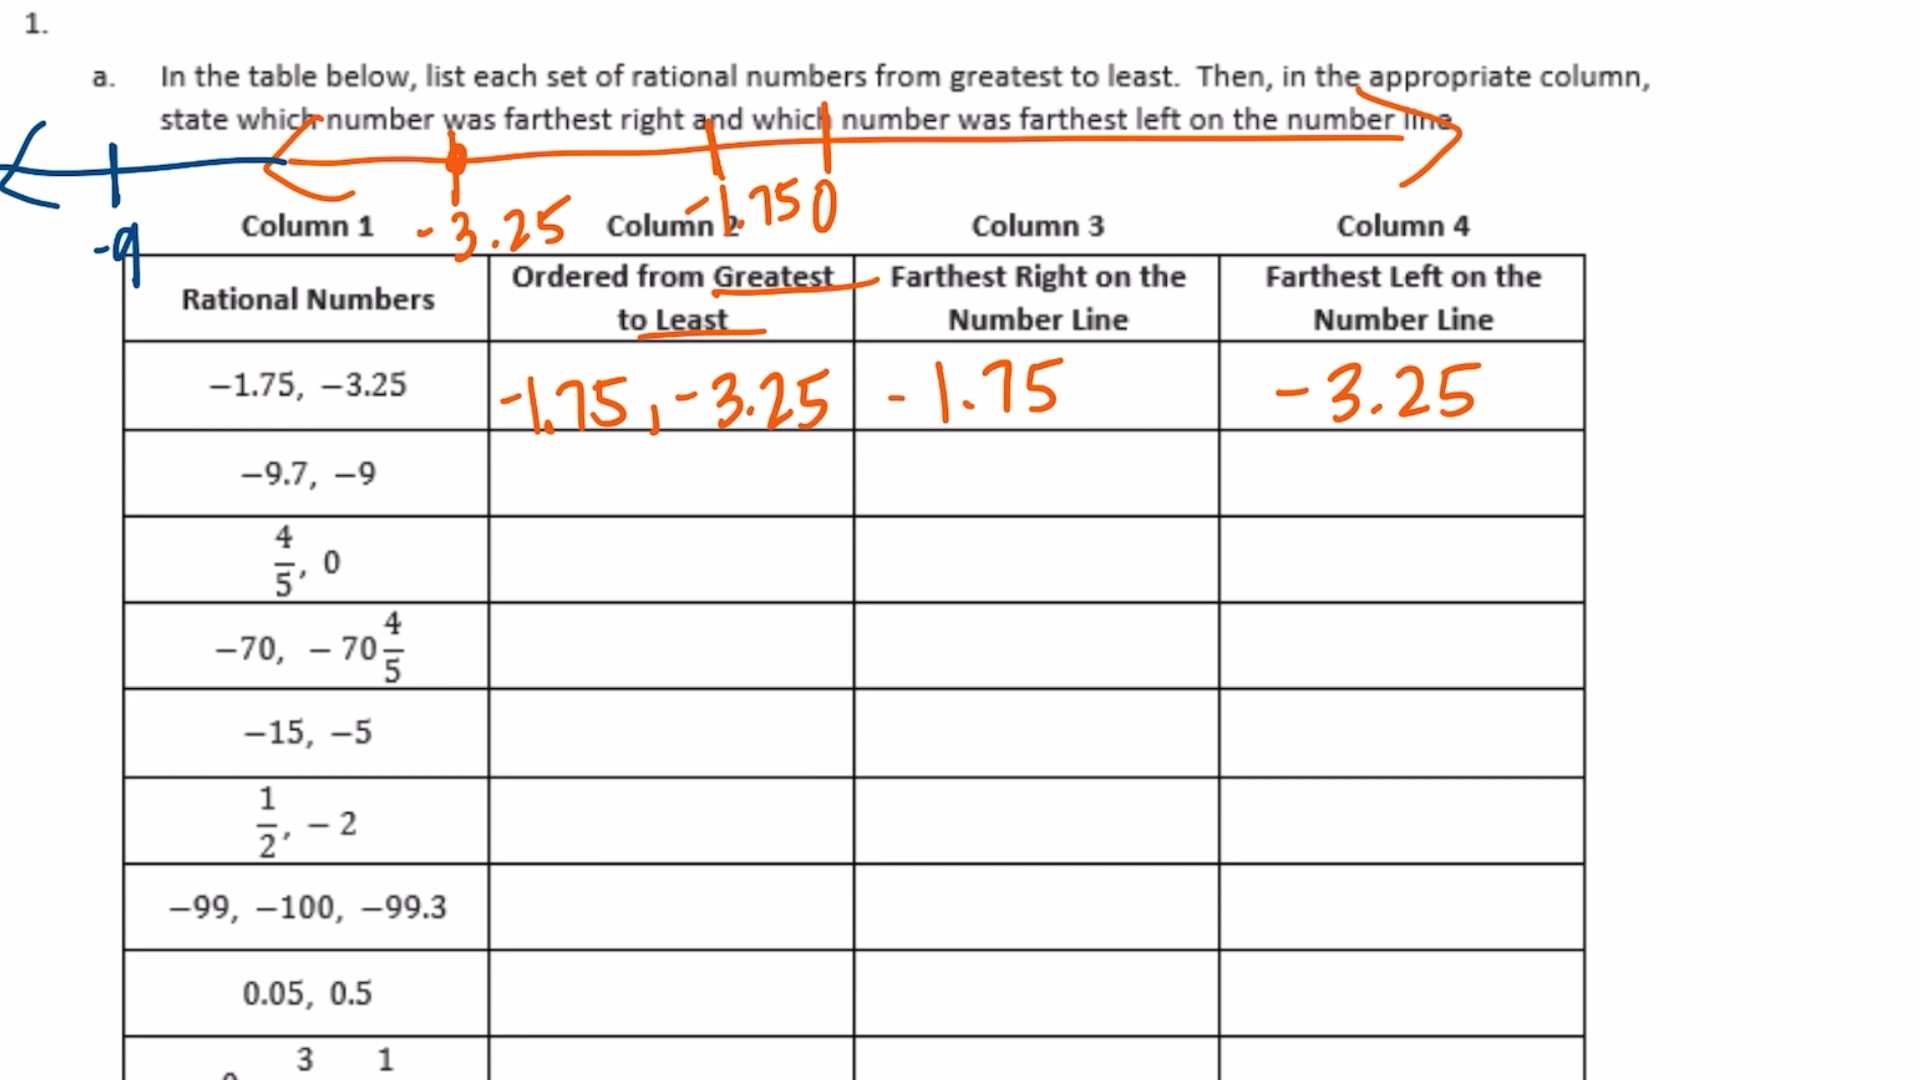 1.
a. In the table below, list each set of rational numbers from greatest to least. Then, in the appropriate column,
state which number was farthest right and which number was farthest left on the number line.
-9
-3.25
-1.75
0
Column 1 Column 2 Column 3 Column 4
Rational Numbers
Ordered from Greatest
to Least
Farthest Right on the
Number Line
Farthest Left on the
Number Line
−1.75, −3.25 -1.75, -3.25 -1.75 -3.25
−9.7, −9
4/5, 0
−70, −70 4/5
−15, −5
1/2, −2
−99, −100, −99.3
0.05, 0.5
3 1